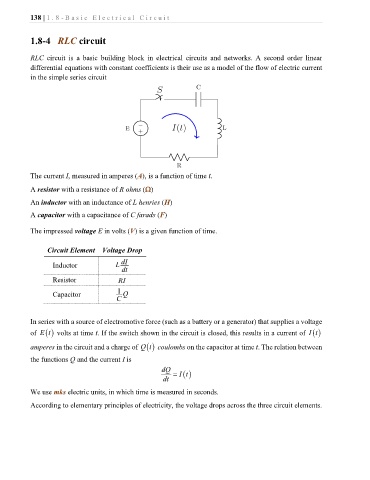 138 | 1 . 8 - B a s i c E l e c t r i c a l C i r c u i t
1.8-4 RLC circuit
RLC circuit is a basic building block in electrical circuits and networks. A second order linear
differential equations with constant coefficients is their use as a model of the flow of electric current
in the simple series circuit
S
C
E
− +
I(t)
L
R
The current I, measured in amperes (A), is a function of time t.
A resistor with a resistance of R ohms (Ω)
An inductor with an inductance of L henries (H)
A capacitor with a capacitance of C farads (F)
The impressed voltage E in volts (V) is a given function of time.
Circuit Element Voltage Drop
Inductor L dI/dt
Resistor RI
Capacitor 1/C Q
In series with a source of electromotive force (such as a battery or a generator) that supplies a voltage
of E(t) volts at time t. If the switch shown in the circuit is closed, this results in a current of I(t)
amperes in the circuit and a charge of Q(t) coulombs on the capacitor at time t. The relation between
the functions Q and the current I is
dQ/dt = I(t)
We use mks electric units, in which time is measured in seconds.
According to elementary principles of electricity, the voltage drops across the three circuit elements.